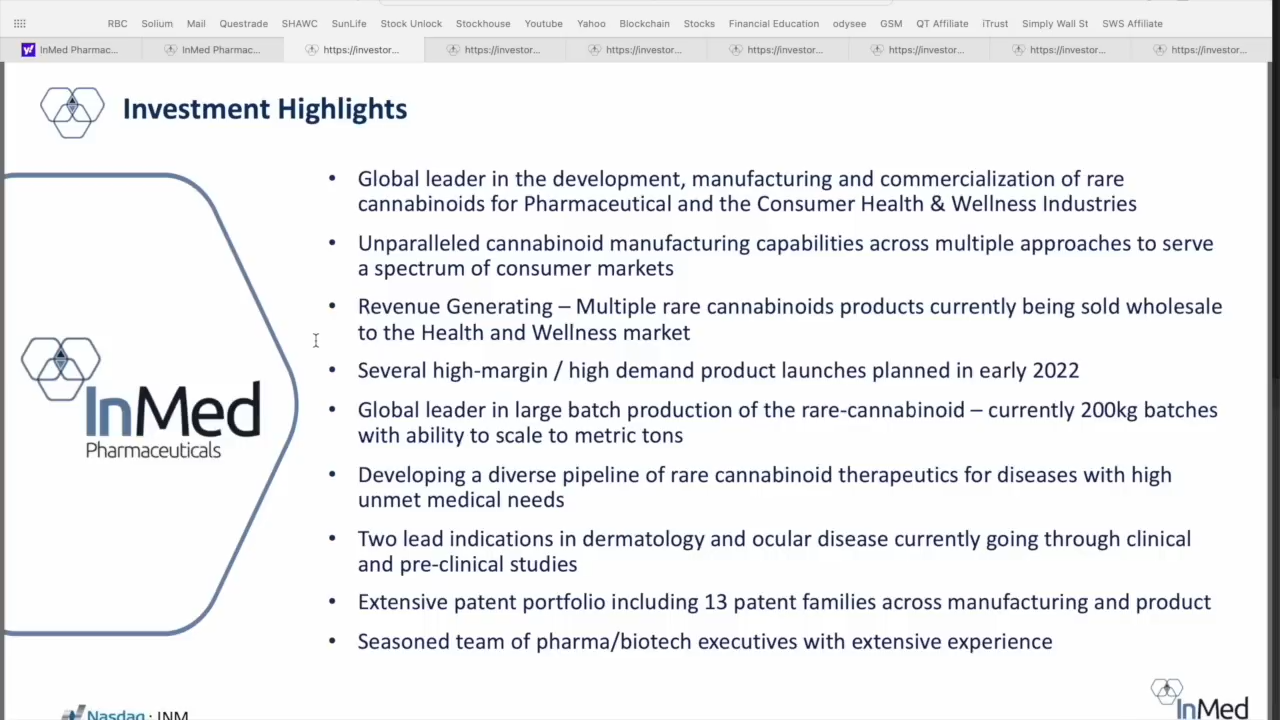 RBC Solium Mail Questrade SHAWC SunLife Stock Unlock Stockhouse Youtube Yahoo Blockchain Stocks Financial Education odysee GSM QT Affiliate iTrust Simply Wall St SWS Affiliate
InMed Pharmac... InMed Pharmac... https://investor... https://investor... https://investor... https://investor... https://investor... https://investor... https://investor...
Investment Highlights
• Global leader in the development, manufacturing and commercialization of rare
cannabinoids for Pharmaceutical and the Consumer Health & Wellness Industries
• Unparalleled cannabinoid manufacturing capabilities across multiple approaches to serve
a spectrum of consumer markets
• Revenue Generating – Multiple rare cannabinoids products currently being sold wholesale
to the Health and Wellness market
• Several high-margin / high demand product launches planned in early 2022
• Global leader in large batch production of the rare-cannabinoid – currently 200kg batches
with ability to scale to metric tons
• Developing a diverse pipeline of rare cannabinoid therapeutics for diseases with high
unmet medical needs
• Two lead indications in dermatology and ocular disease currently going through clinical
and pre-clinical studies
• Extensive patent portfolio including 13 patent families across manufacturing and product
• Seasoned team of pharma/biotech executives with extensive experience
InMed
Pharmaceuticals
Nasdaq : INM
InMed